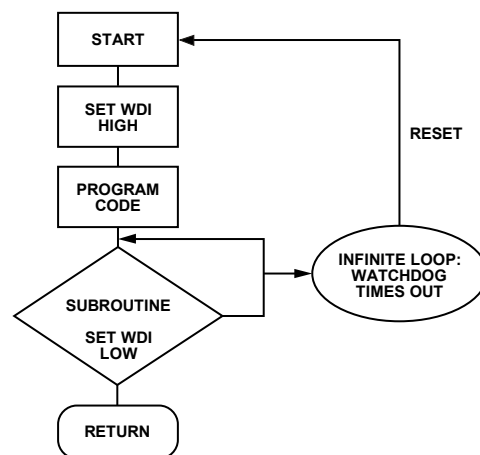 START
SET WDI
HIGH
RESET
PROGRAM
CODE
INFINITE LOOP:
WATCHDOG
TIMES OUT
SUBROUTINE
SET WDI
LOW
RETURN